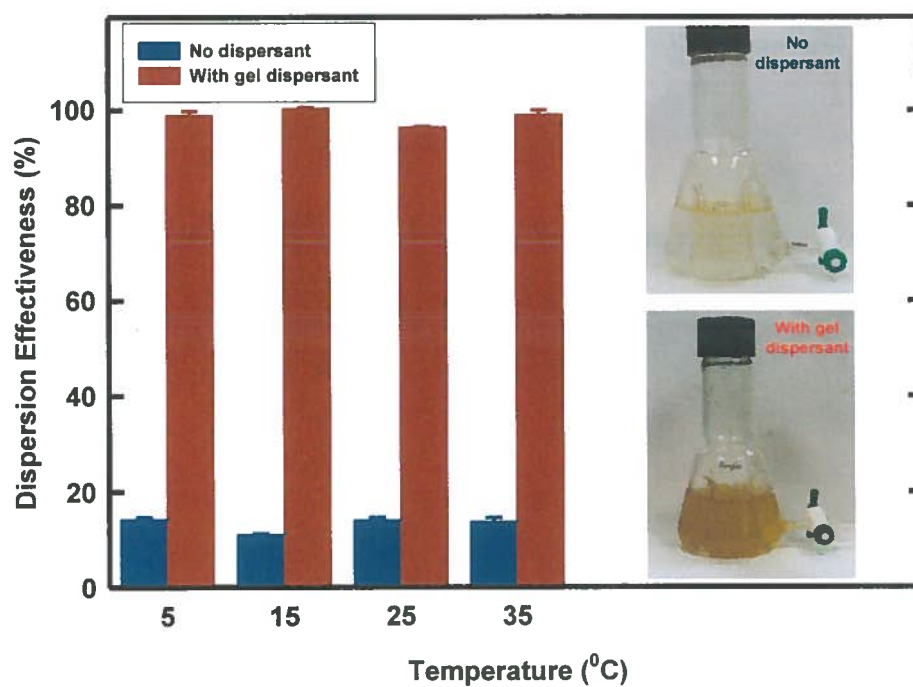 No dispersant
With gel dispersant
No
dispersant
With gel
dispersant
Dispersion Effectiveness (%)
100
80
60
40
20
0
5 15 25 35
Temperature (⁰C)